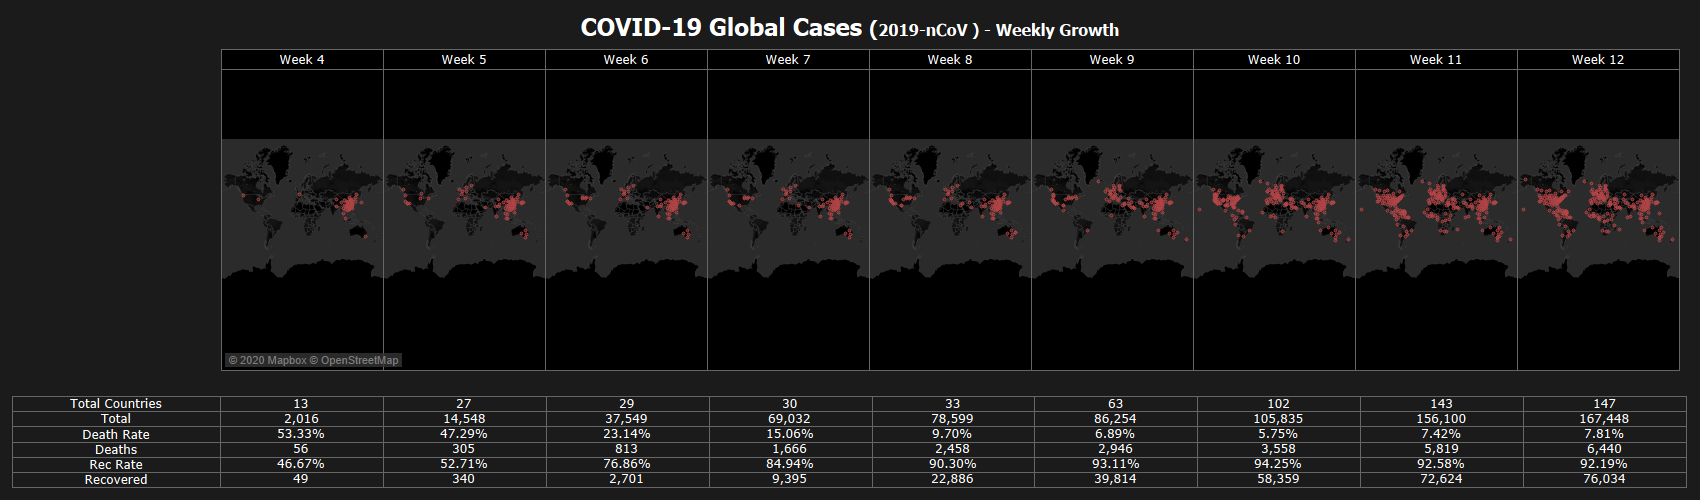 COVID-19 Global Cases (2019-nCoV ) - Weekly Growth
Week 4 Week 5 Week 6 Week 7 Week 8 Week 9 Week 10 Week 11 Week 12
© 2020 Mapbox © OpenStreetMap
Total Countries 13 27 29 30 33 63 102 143 147
Total 2,016 14,548 37,549 69,032 78,599 86,254 105,835 156,100 167,448
Death Rate 53.33% 47.29% 23.14% 15.06% 9.70% 6.89% 5.75% 7.42% 7.81%
Deaths 56 305 813 1,666 2,458 2,946 3,558 5,819 6,440
Rec Rate 46.67% 52.71% 76.86% 84.94% 90.30% 93.11% 94.25% 92.58% 92.19%
Recovered 49 340 2,701 9,395 22,886 39,814 58,359 72,624 76,034